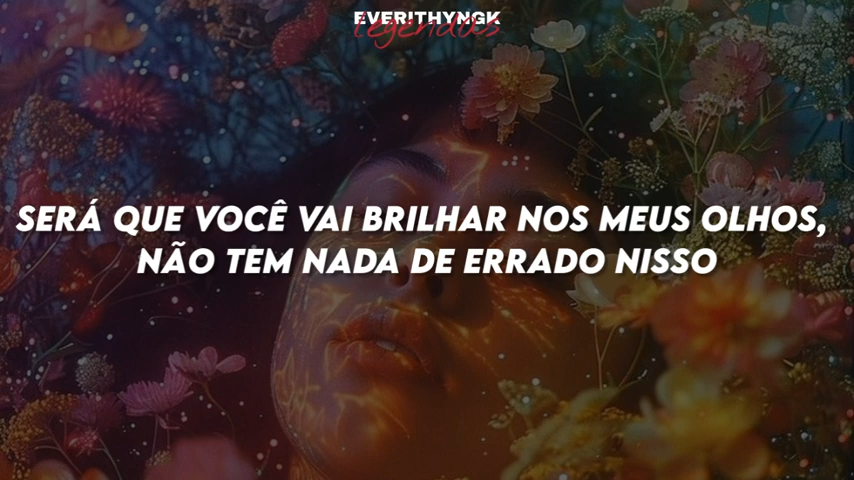 EVERITHYNGK
legendas
SERÁ QUE VOCÊ VAI BRILHAR NOS MEUS OLHOS,
NÃO TEM NADA DE ERRADO NISSO